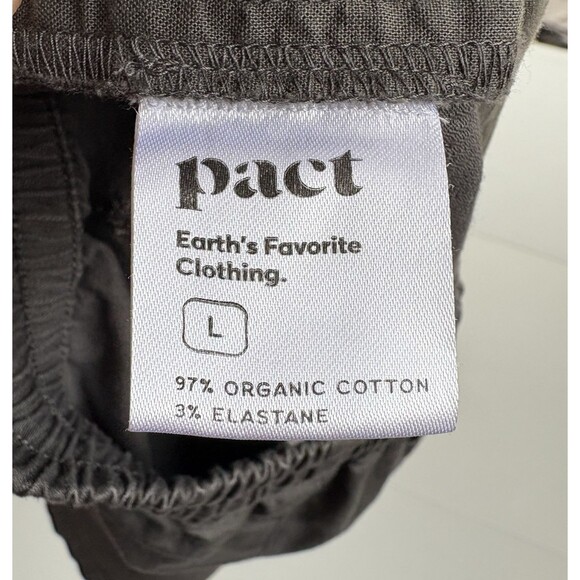 pact
Earth's Favorite
Clothing.
L
97% ORGANIC COTTON
3% ELASTANE